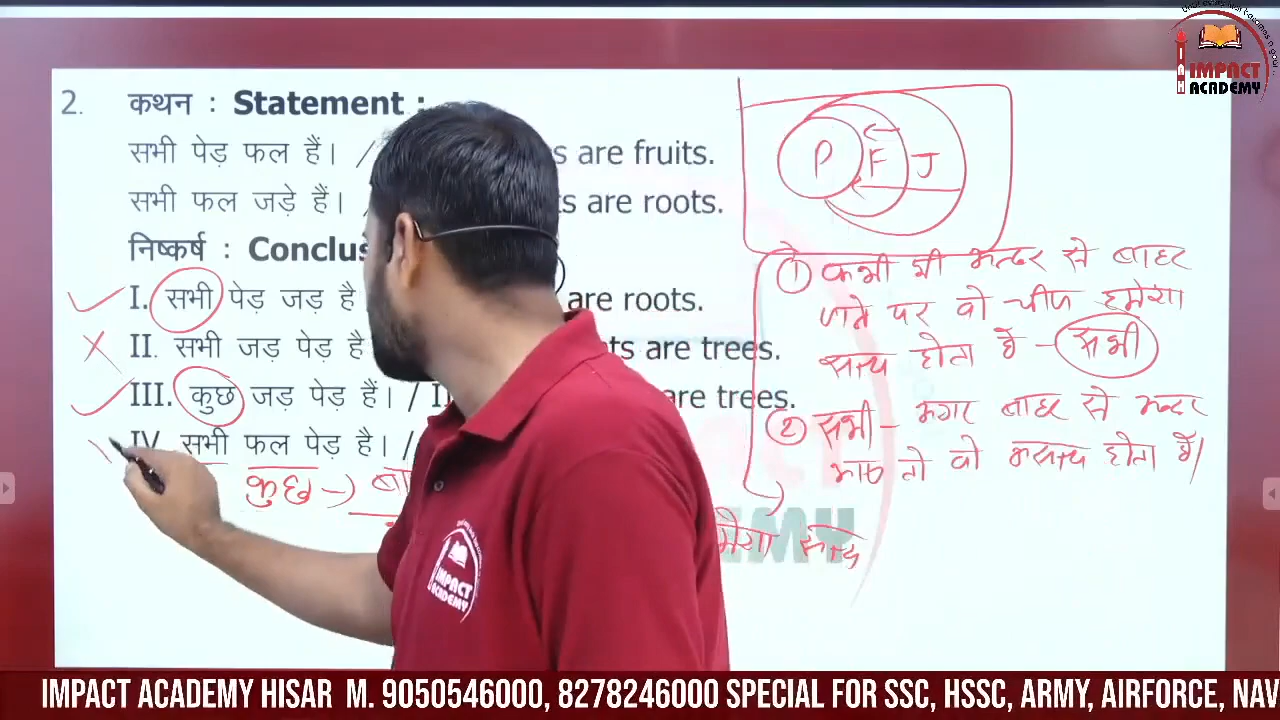 IMPACT
ACADEMY
2. कथन : Statement :
सभी पेड़ फल हैं। / s are fruits.
सभी फल जड़े हैं। / ts are roots.
निष्कर्ष : Conclus
I. सभी पेड़ जड़ है are roots.
II. सभी जड़ पेड़ है ts are trees.
III. कुछ जड़ पेड़ हैं। / II are trees.
IV. सभी फल पेड़ है। /
कुछ -) बा
P F J
① कभी भी अन्दर से बाहर
जाने पर वो चीज हमेशा
सत्य होता है - सभी
② सभी - अगर बाहर से अन्दर
आए तो वो असत्य होता है।
IMPACT
ACADEMY
IMPACT ACADEMY HISAR M. 9050546000, 8278246000 SPECIAL FOR SSC, HSSC, ARMY, AIRFORCE, NAV